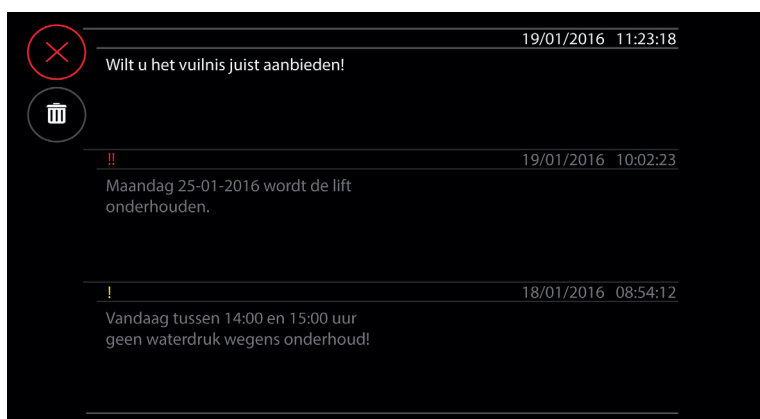 19/01/2016 11:23:18
Wilt u het vuilnis juist aanbieden!
!! 19/01/2016 10:02:23
Maandag 25-01-2016 wordt de lift
onderhouden.
! 18/01/2016 08:54:12
Vandaag tussen 14:00 en 15:00 uur
geen waterdruk wegens onderhoud!